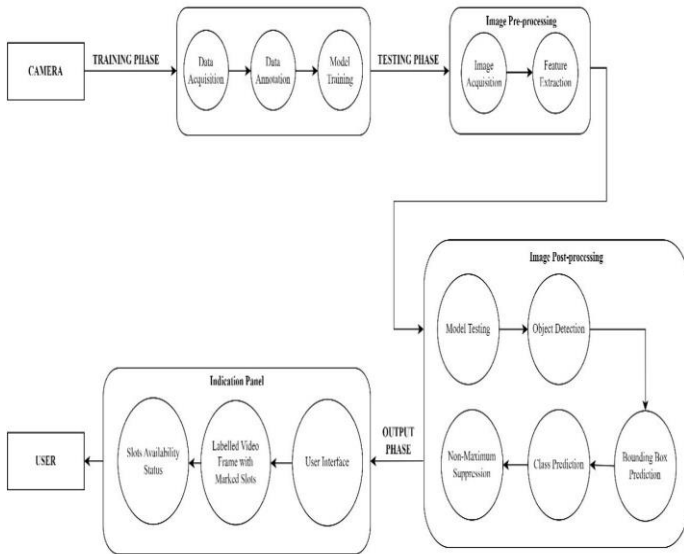 Image Pre-processing
CAMERA
TRAINING PHASE
Data
Acquisition
Data
Annotation
Model
Training
TESTING PHASE
Image
Acquisition
Feature
Extraction
Image Post-processing
Model Testing
Object Detection
Indication Panel
USER
Slots Availability
Status
Labelled Video
Frame with
Marked Slots
User Interface
OUTPUT
PHASE
Non-Maximum
Suppression
Class Prediction
Bounding Box
Prediction